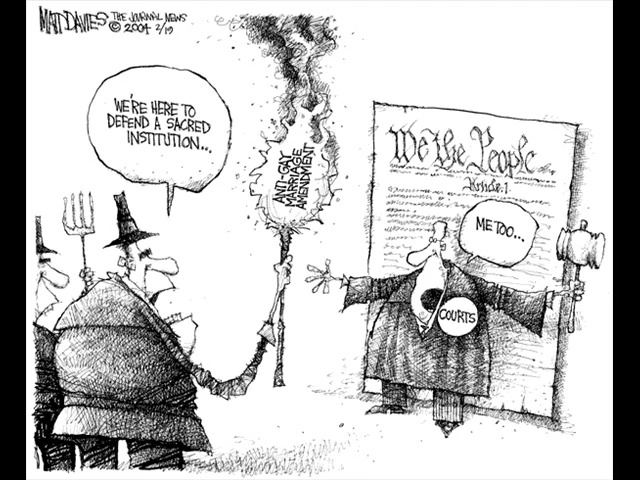 MATT DAVIES THE JOURNAL NEWS
© 2004 2/19
WE'RE HERE TO
DEFEND A SACRED
INSTITUTION...
ANTI-GAY
MARRIAGE
AMENDMENT
We the People
Article 1
ME TOO...
COURTS